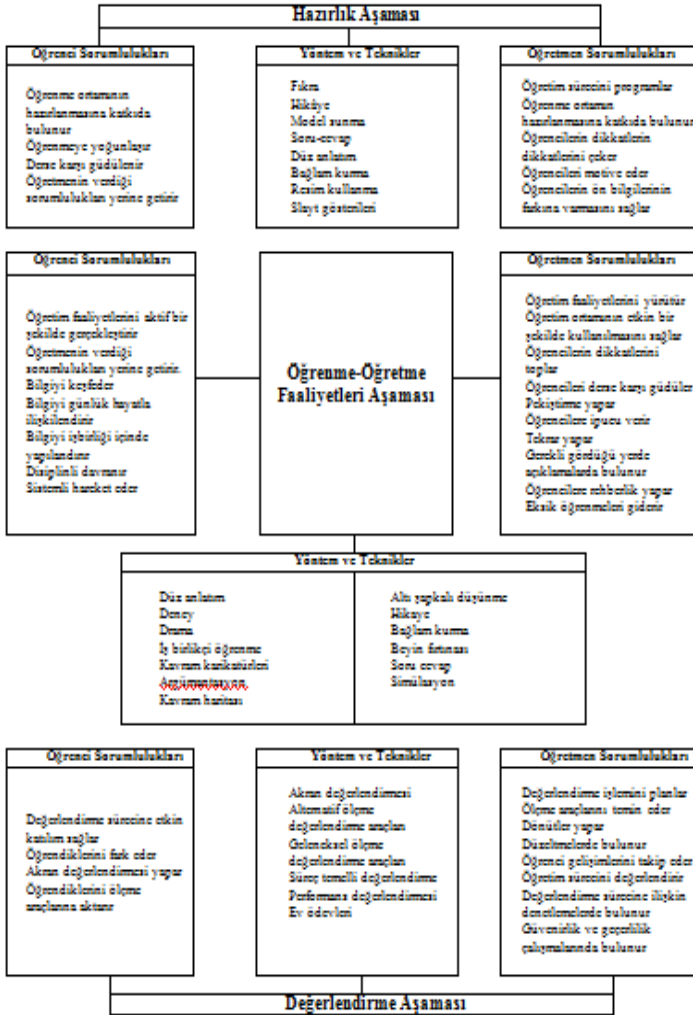 Hazırlık Aşaması
Öğrenci Sorumlulukları
Öğrenme ortamının
hazırlanmasına katkıda
bulunur
Öğrenmeye yoğunlaşır
Derse karşı güdülenir
Öğretmenin verdiği
sorumlulukları yerine getirir
Yöntem ve Teknikler
Fıkra
Hikâye
Model sunma
Soru-cevap
Düz anlatım
Bağlam kurma
Resim kullanma
Slayt gösterileri
Öğretmen Sorumlulukları
Öğretim sürecini programlar
Öğrenme ortamın
hazırlanmasına katkıda bulunur
Öğrencilerin dikkatlerin
dikkatlerini çeker
Öğrencileri motive eder
Öğrencilerin ön bilgilerinin
farkına varmasını sağlar
Öğrenci Sorumlulukları
Öğretim faaliyetlerini aktif bir
şekilde gerçekleştirir
Öğretmenin verdiği
sorumlulukları yerine getirir.
Bilgiyi keşfeder
Bilgiyi günlük hayatla
ilişkilendirir
Bilgiyi işbirliği içinde
yapılandırır
Disiplinli davranır
Sistemli hareket eder
Öğrenme-Öğretme
Faaliyetleri Aşaması
Öğretmen Sorumlulukları
Öğretim faaliyetlerini yürütür
Öğretim ortamının etkin bir
şekilde kullanılmasını sağlar
Öğrencilerin dikkatlerini
toplar
Öğrencileri derse karşı güdüler
Pekiştirme yapar
Öğrencilere ipucu verir
Tekrar yapar
Gerekli gördüğü yerde
açıklamalarda bulunur
Öğrencilere rehberlik yapar
Eksik öğrenmeleri giderir
Yöntem ve Teknikler
Düz anlatım
Deney
Drama
İş birlikçi öğrenme
Kavram karikatürleri
Argümantasyon
Kavram haritası
Altı şapkalı düşünme
Hikaye
Bağlam kurma
Beyin fırtınası
Soru cevap
Simülasyon
Öğrenci Sorumlulukları
Değerlendirme sürecine etkin
katılım sağlar
Öğrendiklerini fark eder
Akran değerlendirmesi yapar
Öğrendiklerini ölçme
araçlarına aktarır
Yöntem ve Teknikler
Akran değerlendirmesi
Alternatif ölçme
değerlendirme araçları
Geleneksel ölçme
değerlendirme araçları
Süreç temelli değerlendirme
Performans değerlendirmesi
Ev ödevleri
Öğretmen Sorumlulukları
Değerlendirme işlemini planlar
Ölçme araçlarını temin eder
Dönütler yapar
Düzeltmelerde bulunur
Öğrenci gelişimlerini takip eder
Öğretim sürecini değerlendirir
Değerlendirme sürecine ilişkin
denetlemelerde bulunur
Güvenirlik ve geçerlilik
çalışmalarında bulunur
Değerlendirme Aşaması